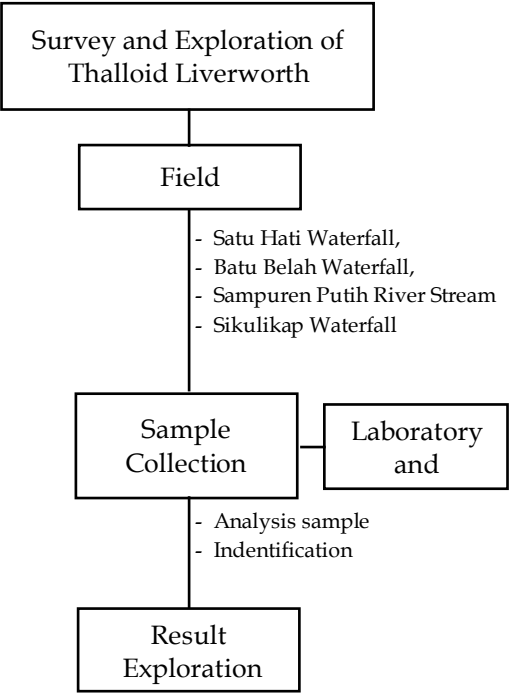 Survey and Exploration of
Thalloid Liverworth
Field
- Satu Hati Waterfall,
- Batu Belah Waterfall,
- Sampuren Putih River Stream
- Sikulikap Waterfall
Sample
Collection
Laboratory
and
- Analysis sample
- Indentification
Result
Exploration